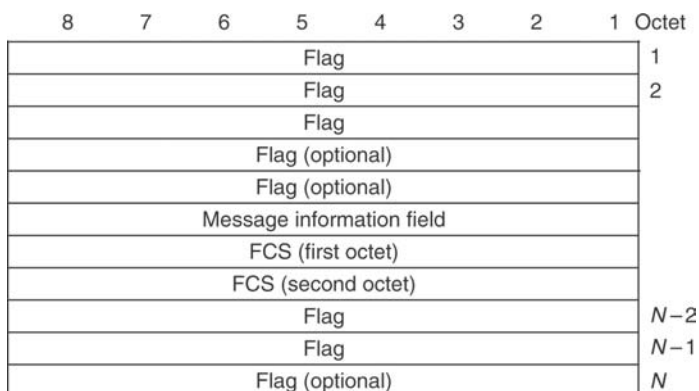 8 7 6 5 4 3 2 1 Octet
Flag 1
Flag 2
Flag
Flag (optional)
Flag (optional)
Message information field
FCS (first octet)
FCS (second octet)
Flag N−2
Flag N−1
Flag (optional) N